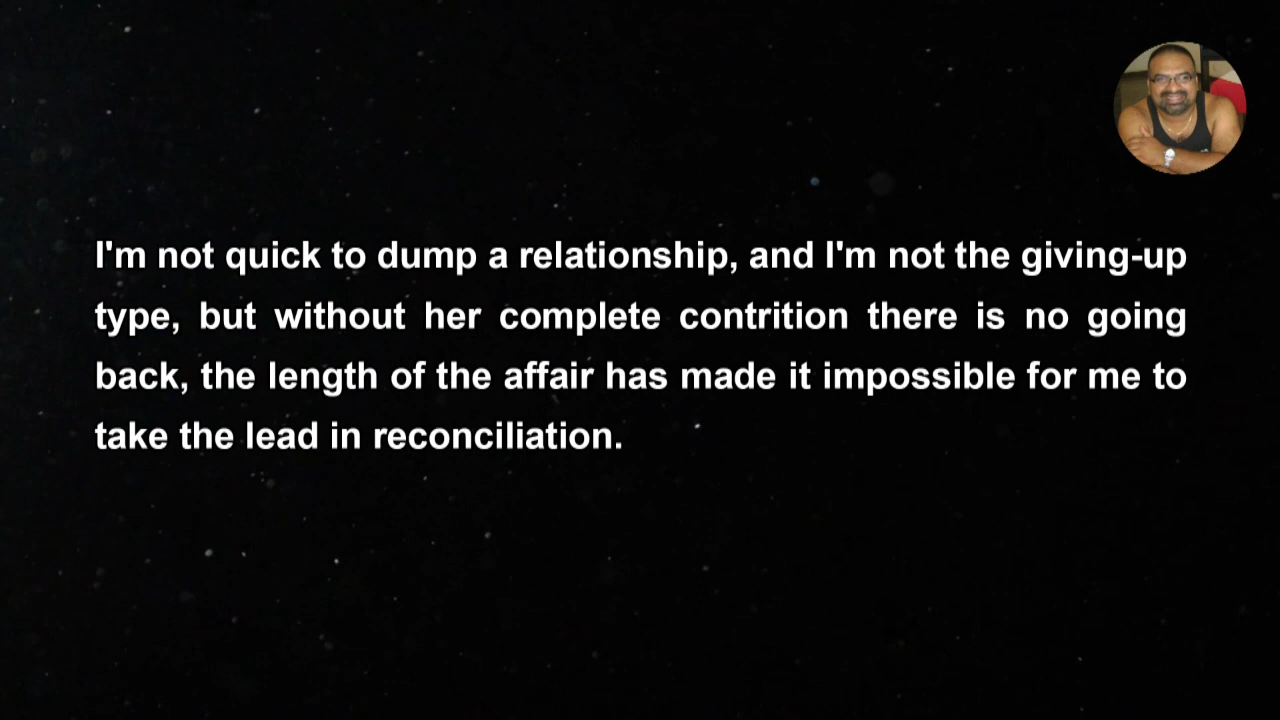 I'm not quick to dump a relationship, and I'm not the giving-up
type, but without her complete contrition there is no going
back, the length of the affair has made it impossible for me to
take the lead in reconciliation.